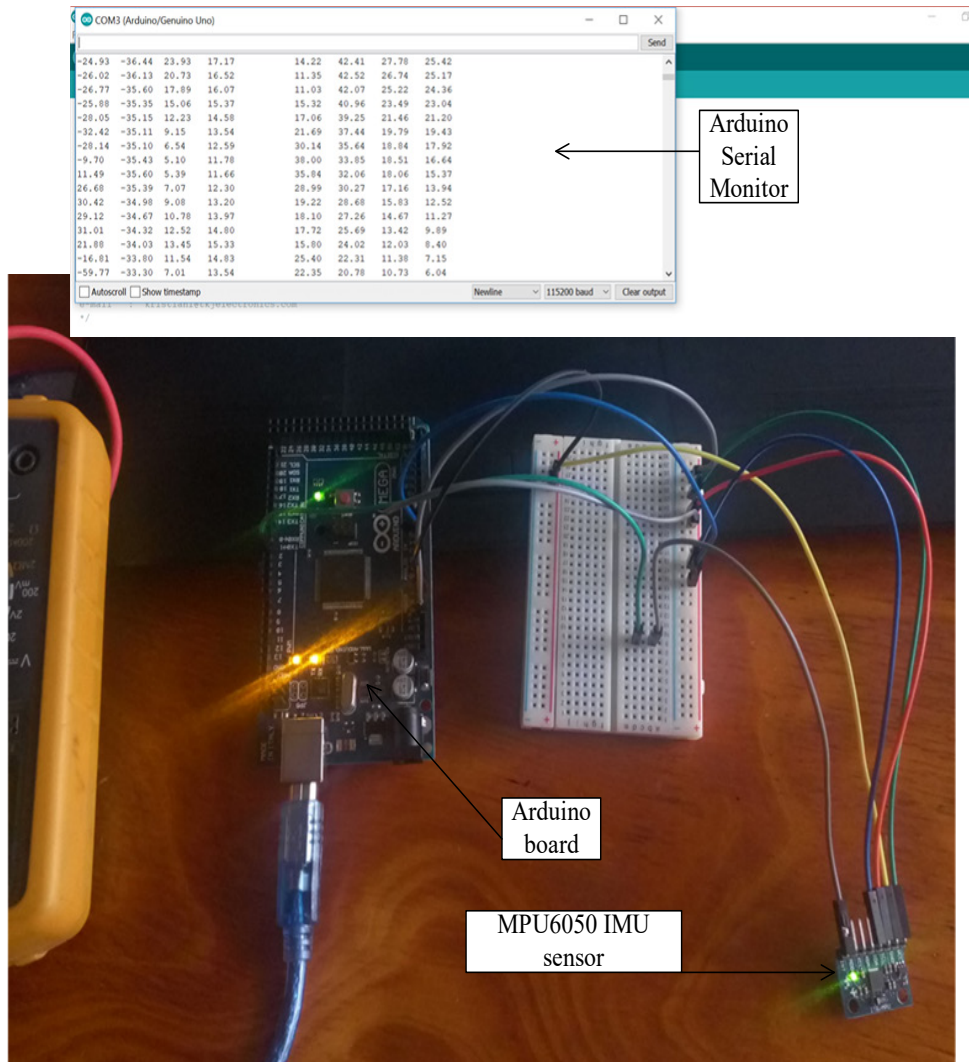 COM3 (Arduino/Genuino Uno)
Send
-24.93 -36.44 23.93 17.17 14.22 42.41 27.78 25.42
-26.02 -36.13 20.73 16.52 11.35 42.52 26.74 25.17
-26.77 -35.60 17.89 16.07 11.03 42.07 25.22 24.36
-25.88 -35.35 15.06 15.37 15.32 40.96 23.49 23.04
-28.05 -35.15 12.23 14.58 17.06 39.25 21.46 21.20
-32.42 -35.11 9.15 13.54 21.69 37.44 19.79 19.43
-28.14 -35.10 6.54 12.59 30.14 35.64 18.84 17.92
-9.70 -35.43 5.10 11.78 38.00 33.85 18.51 16.64
11.49 -35.60 5.39 11.66 35.84 32.06 18.06 15.37
26.68 -35.39 7.07 12.30 28.99 30.27 17.16 13.94
30.42 -34.98 9.08 13.20 19.22 28.68 15.83 12.52
29.12 -34.67 10.78 13.97 18.10 27.26 14.67 11.27
31.01 -34.32 12.52 14.80 17.72 25.69 13.42 9.89
21.88 -34.03 13.45 15.33 15.80 24.02 12.03 8.40
-16.81 -33.80 11.54 14.83 25.40 22.31 11.38 7.15
-59.77 -33.30 7.01 13.54 22.35 20.78 10.73 6.04
Autoscroll Show timestamp Newline 115200 baud Clear output
*/
Arduino
Serial
Monitor
MEGA
ARDUINO
200
mV
Arduino
board
MPU6050 IMU
sensor